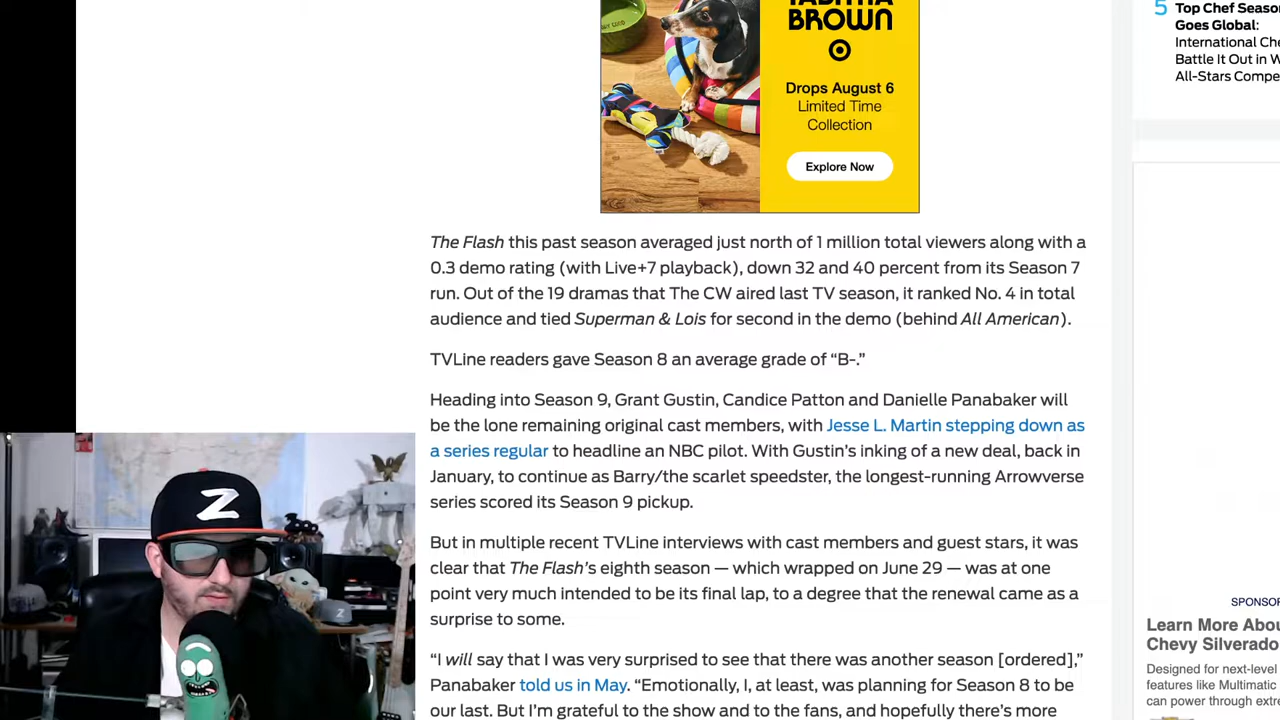 BROWN
Drops August 6
Limited Time
Collection
Explore Now
5 Top Chef Seaso
Goes Global:
International Che
Battle It Out in W
All-Stars Compe
The Flash this past season averaged just north of 1 million total viewers along with a
0.3 demo rating (with Live+7 playback), down 32 and 40 percent from its Season 7
run. Out of the 19 dramas that The CW aired last TV season, it ranked No. 4 in total
audience and tied Superman & Lois for second in the demo (behind All American).
TVLine readers gave Season 8 an average grade of “B-.”
Heading into Season 9, Grant Gustin, Candice Patton and Danielle Panabaker will
be the lone remaining original cast members, with Jesse L. Martin stepping down as
a series regular to headline an NBC pilot. With Gustin’s inking of a new deal, back in
January, to continue as Barry/the scarlet speedster, the longest-running Arrowverse
series scored its Season 9 pickup.
But in multiple recent TVLine interviews with cast members and guest stars, it was
clear that The Flash’s eighth season — which wrapped on June 29 — was at one
point very much intended to be its final lap, to a degree that the renewal came as a
surprise to some.
“I will say that I was very surprised to see that there was another season [ordered],”
Panabaker told us in May. “Emotionally, I, at least, was planning for Season 8 to be
our last. But I’m grateful to the show and to the fans, and hopefully there’s more
SPONSO
Learn More Abou
Chevy Silverado
Designed for next-level
features like Multimatic
can power through extre
Z
Z